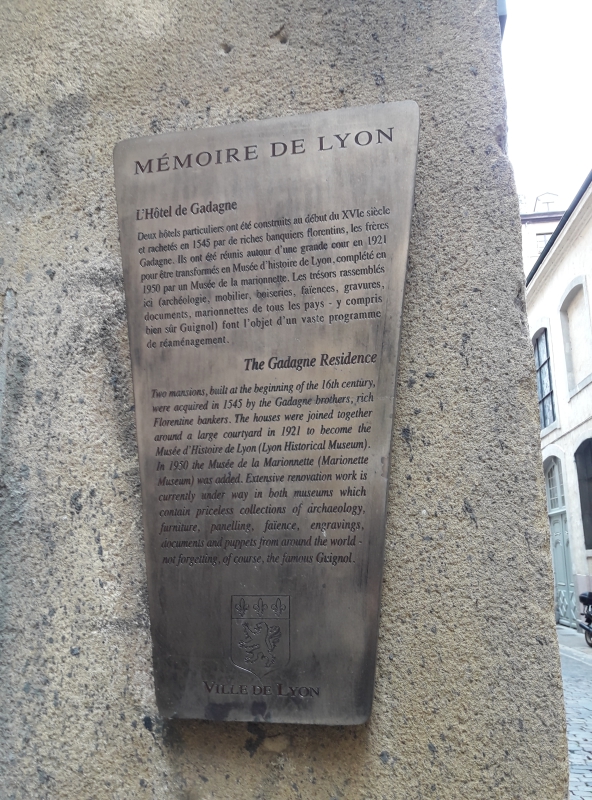 MÉMOIRE DE LYON
L'Hôtel de Gadagne
Deux hôtels particuliers ont été construits au début du XVIe siècle
et rachetés en 1545 par de riches banquiers florentins, les frères
Gadagne. Ils ont été réunis autour d'une grande cour en 1921
pour être transformés en Musée d'histoire de Lyon, complété en
1950 par un Musée de la marionnette. Les trésors rassemblés
ici (archéologie, mobilier, boiseries, faïences, gravures,
documents, marionnettes de tous les pays - y compris
bien sûr Guignol) font l'objet d'un vaste programme
de réaménagement.
The Gadagne Residence
Two mansions, built at the beginning of the 16th century,
were acquired in 1545 by the Gadagne brothers, rich
Florentine bankers. The houses were joined together
around a large courtyard in 1921 to become the
Musée d'Histoire de Lyon (Lyon Historical Museum).
In 1950 the Musée de la Marionnette (Marionette
Museum) was added. Extensive renovation work is
currently under way in both museums which
contain priceless collections of archaeology,
furniture, panelling, faïence, engravings,
documents and puppets from around the world -
not forgetting, of course, the famous Guignol.
VILLE DE LYON